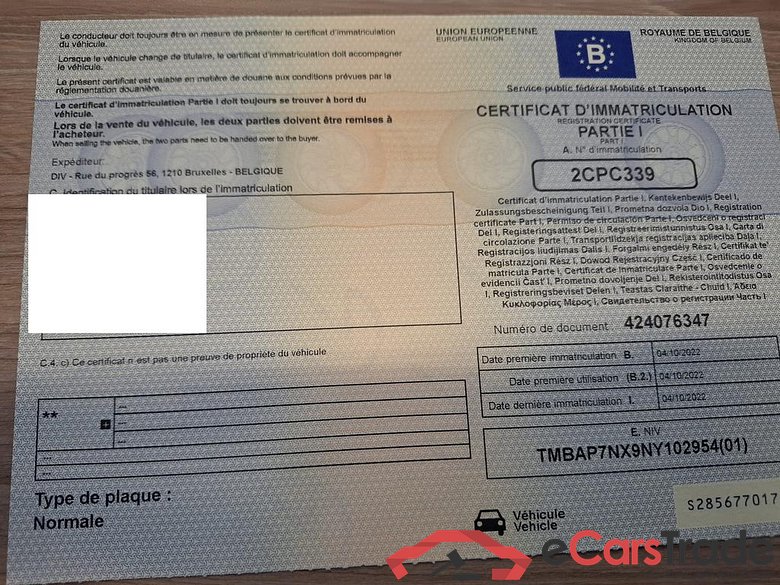 Le conducteur doit toujours être en mesure de présenter le certificat d'immatriculation
du véhicule.
Lorsque le véhicule change de titulaire, le certificat d'immatriculation doit accompagner
le véhicule.
Le présent certificat est valable en matière de douane aux conditions prévues par la
réglementation douanière.
Le certificat d'immatriculation Partie I doit toujours se trouver à bord du
véhicule.
Lors de la vente du véhicule, les deux parties doivent être remises à
l'acheteur.
When selling the vehicle, the two parts need to be handed over to the buyer.
Expéditeur:
DIV - Rue du progrès 56, 1210 Bruxelles - BELGIQUE
C. Identification du titulaire lors de l'immatriculation
C.4. c) Ce certificat n'est pas une preuve de propriété du véhicule
**
+
---
---
---
---
---
Type de plaque :
Normale
UNION EUROPEENNE
EUROPEAN UNION
B
ROYAUME DE BELGIQUE
KINGDOM OF BELGIUM
Service public fédéral Mobilité et Transports
CERTIFICAT D'IMMATRICULATION
REGISTRATION CERTIFICATE
PARTIE I
PART I
A. N° d'immatriculation
2CPC339
Certificat d'immatriculation Partie I, Kentekenbewijs Deel I,
Zulassungsbescheinigung Teil I, Prometna dozvola Dio I, Registration
certificate Part I, Permiso de circulación Parte I, Osvedčení o registraci
Del I, Registreringsattest Del I, Registreerimistunnistus Osa I, Carta di
circolazione Parte I, Transportlīdzekļa reģistrācijas apliecība Daļa I,
Registracijos liudijimas Dalis I, Forgalmi engedély Rész I, Ċertifikat ta'
Reġistrazzjoni Rész I, Dowód Rejestracyjny Część I, Certificado de
matrícula Parte I, Certificat de Inmatriculare Parte I, Osvedčenie o
evidencii Časť I, Prometno dovoljenje Del I, Rekisteröintitodistus Osa
I, Registreringsbeviset Delen I, Teastas Cláraithe - Chuid I, Άδεια
Κυκλοφορίας Μέρος I, Свидетелство о регистрации Часть I
Numéro de document : 424076347
Date première immatriculation B. 04/10/2022
Date première utilisation (B.2.) 04/10/2022
Date dernière immatriculation I. 04/10/2022
E. NIV
TMBAP7NX9NY102954(01)
S285677017
Véhicule
Vehicle
eCarsTrade